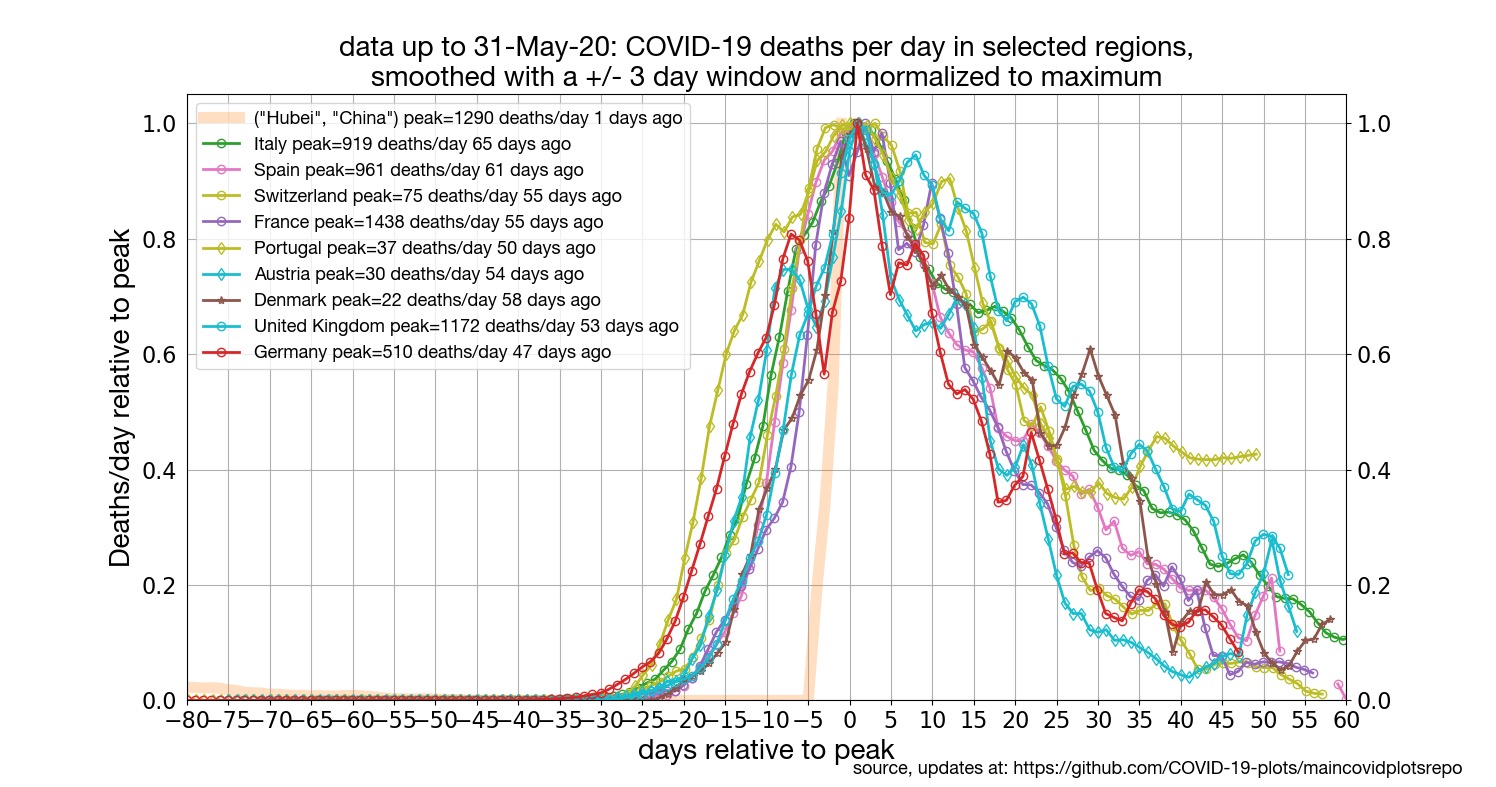 data up to 31-May-20: COVID-19 deaths per day in selected regions,
smoothed with a +/- 3 day window and normalized to maximum
("Hubei", "China") peak=1290 deaths/day 1 days ago
Italy peak=919 deaths/day 65 days ago
Spain peak=961 deaths/day 61 days ago
Switzerland peak=75 deaths/day 55 days ago
France peak=1438 deaths/day 55 days ago
Portugal peak=37 deaths/day 50 days ago
Austria peak=30 deaths/day 54 days ago
Denmark peak=22 deaths/day 58 days ago
United Kingdom peak=1172 deaths/day 53 days ago
Germany peak=510 deaths/day 47 days ago
Deaths/day relative to peak
1.0
0.8
0.6
0.4
0.2
0.0
1.0
0.8
0.6
0.4
0.2
0.0
−80 −75 −70 −65 −60 −55 −50 −45 −40 −35 −30 −25 −20 −15 −10 −5 0 5 10 15 20 25 30 35 40 45 50 55 60
days relative to peak
source, updates at: https://github.com/COVID-19-plots/maincovidplotsrepo